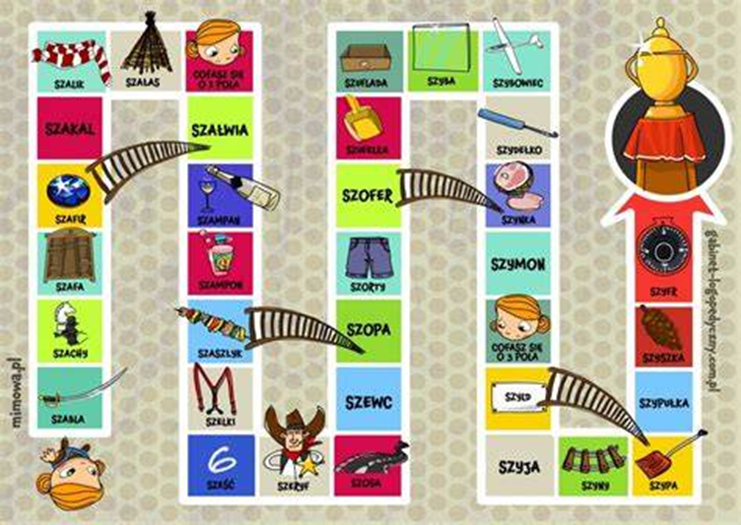 SZALIK
SZAŁAS
COFASZ SIĘ
O 3 POLA
SZUFLADA
SZYBA
SZYBOWIEC
SZAKAL
SZAŁWIA
SZUFELKA
SZYDEŁKO
SZAFIR
SZAMPAN
SZOFER
SZYNKA
SZAFA
SZAMPON
SZORTY
SZYMON
SZYFR
SZACHY
SZASZŁYK
SZOPA
COFASZ SIĘ
O 3 POLA
SZYSZKA
SZABLA
SZELKI
SZEWC
SZYLD
SZYPUŁKA
6
SZEŚĆ
SZERYF
SZOSA
SZYJA
SZYNY
SZYPA
mimowa.pl
gabinet-logopedyczny.com.pl